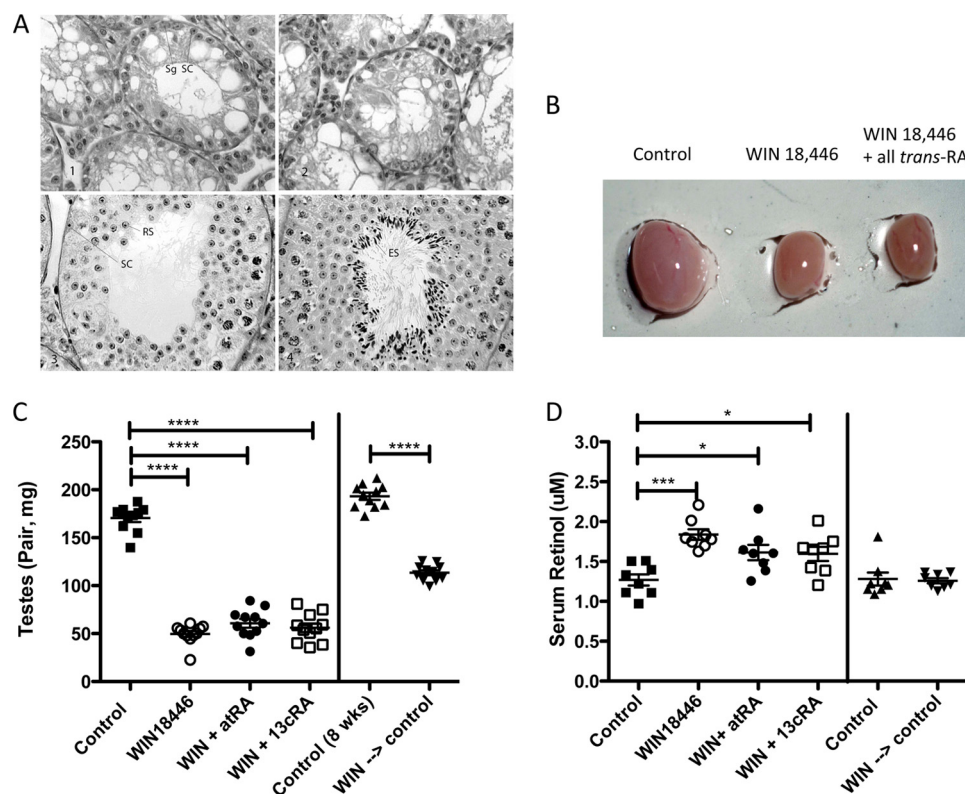 A
Sg SC
1
2
RS
SC
3
ES
4
B
Control
WIN 18,446
WIN 18,446
+ all trans-RA
C
****
****
****
****
Testes (Pair, mg)
250
200
150
100
50
0
Control
WIN18446
WIN + atRA
WIN + 13cRA
Control (8 wks)
WIN --> control
D
*
*
***
Serum Retinol (uM)
3.0
2.5
2.0
1.5
1.0
0.5
0.0
Control
WIN18446
WIN+ atRA
WIN + 13cRA
Control
WIN --> control